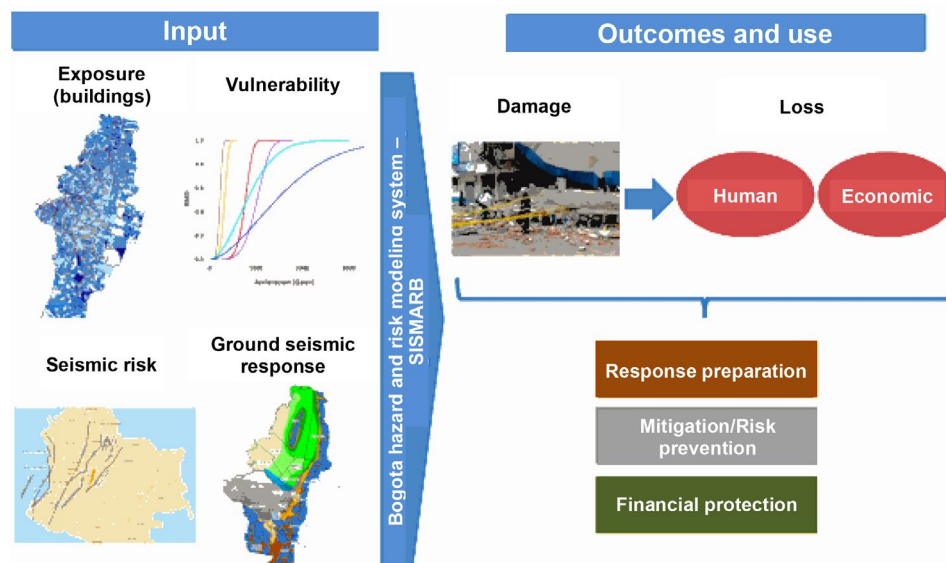 Input
Exposure
(buildings)
Vulnerability
Seismic risk
Ground seismic
response
Bogota hazard and risk modeling system –
SISMARB
Outcomes and use
Damage
Loss
Human
Economic
Response preparation
Mitigation/Risk
prevention
Financial protection